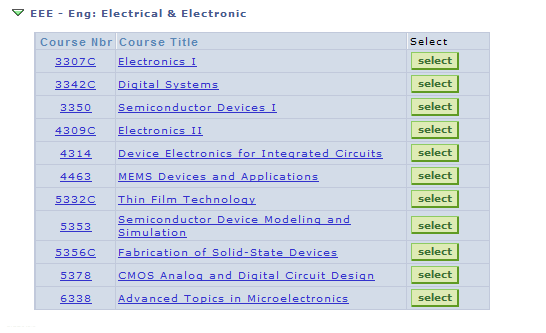 EEE - Eng: Electrical & Electronic
Course Nbr Course Title Select
3307C Electronics I select
3342C Digital Systems select
3350 Semiconductor Devices I select
4309C Electronics II select
4314 Device Electronics for Integrated Circuits select
4463 MEMS Devices and Applications select
5332C Thin Film Technology select
5353 Semiconductor Device Modeling and
Simulation select
5356C Fabrication of Solid-State Devices select
5378 CMOS Analog and Digital Circuit Design select
6338 Advanced Topics in Microelectronics select